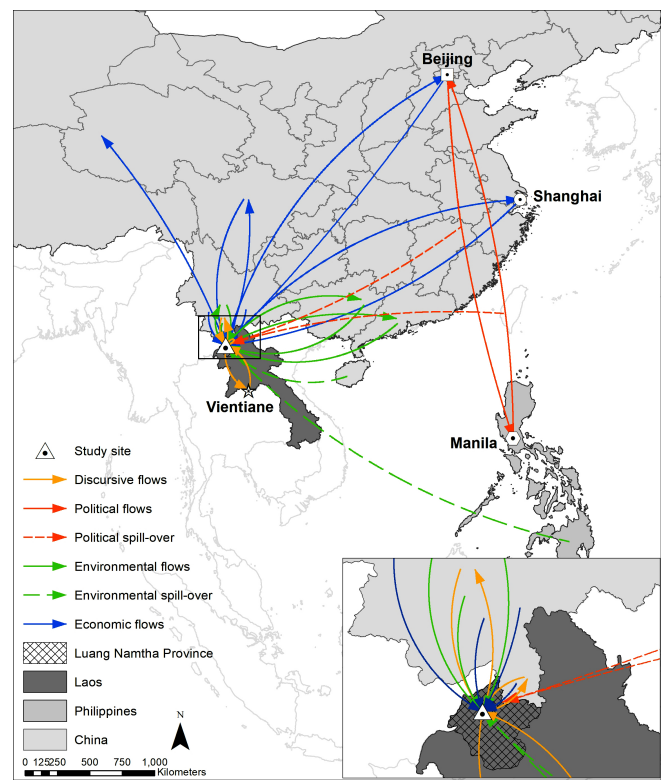 Beijing
Shanghai
Vientiane
Manila
Study site
Discursive flows
Political flows
Political spill-over
Environmental flows
Environmental spill-over
Economic flows
Luang Namtha Province
Laos
Philippines
China
N
0 125250 500 750 1,000
Kilometers